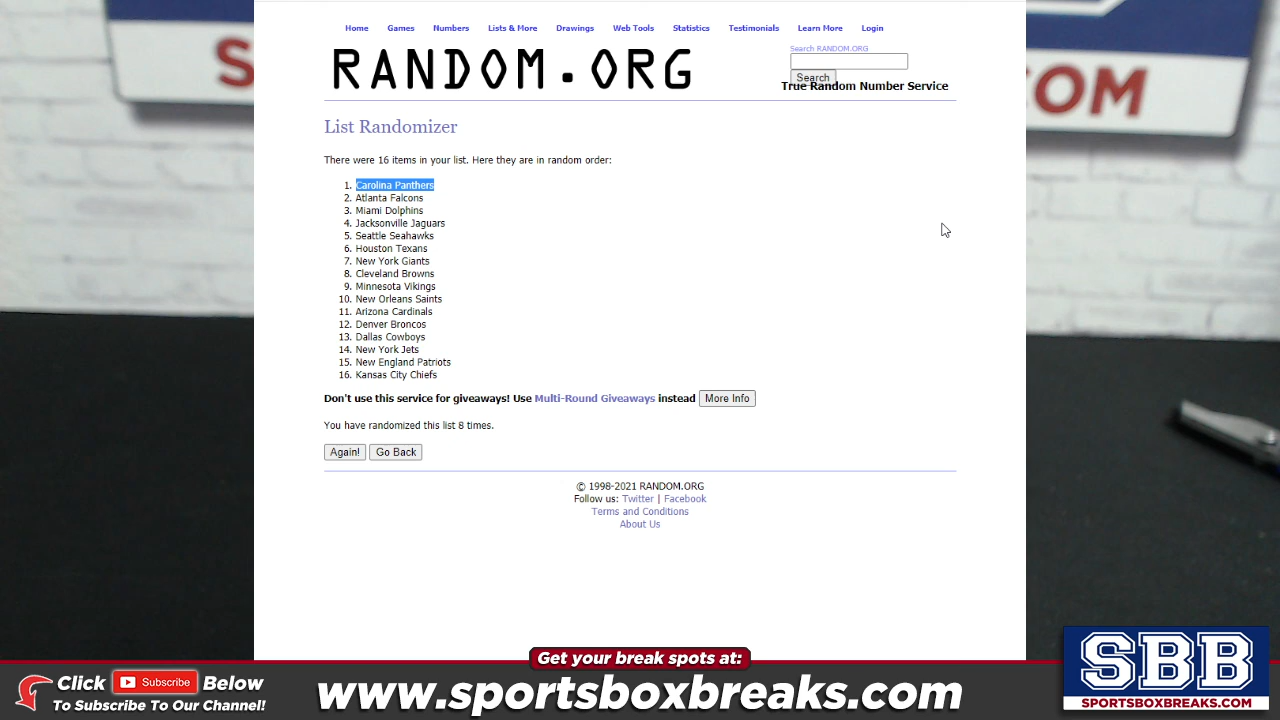 Home Games Numbers Lists & More Drawings Web Tools Statistics Testimonials Learn More Login
RANDOM.ORG
Search RANDOM.ORG
Search
True Random Number Service
List Randomizer
There were 16 items in your list. Here they are in random order:
1. Carolina Panthers
2. Atlanta Falcons
3. Miami Dolphins
4. Jacksonville Jaguars
5. Seattle Seahawks
6. Houston Texans
7. New York Giants
8. Cleveland Browns
9. Minnesota Vikings
10. New Orleans Saints
11. Arizona Cardinals
12. Denver Broncos
13. Dallas Cowboys
14. New York Jets
15. New England Patriots
16. Kansas City Chiefs
Don't use this service for giveaways! Use Multi-Round Giveaways instead More Info
You have randomized this list 8 times.
Again! Go Back
© 1998-2021 RANDOM.ORG
Follow us: Twitter | Facebook
Terms and Conditions
About Us
Get your break spots at:
Click Subscribe Below
To Subscribe To Our Channel!
www.sportsboxbreaks.com
SBB
SPORTSBOXBREAKS.COM